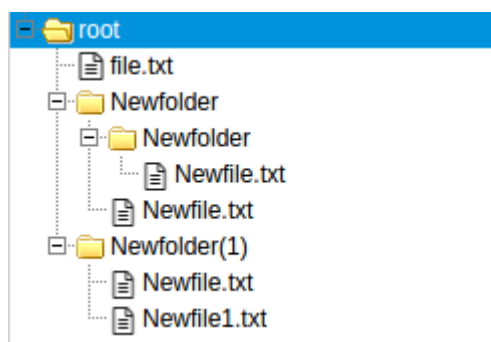 root
file.txt
Newfolder
Newfolder
Newfile.txt
Newfile.txt
Newfolder(1)
Newfile.txt
Newfile1.txt